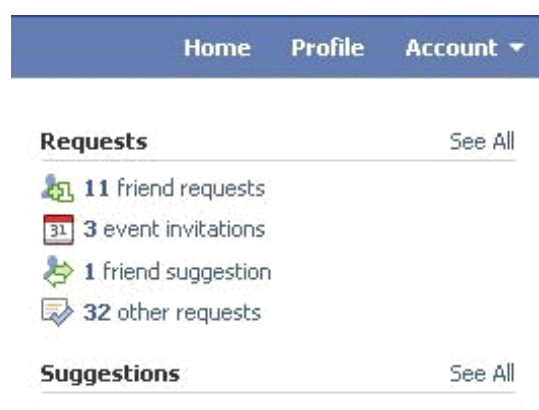 Home Profile Account
Requests See All
11 friend requests
31 3 event invitations
1 friend suggestion
32 other requests
Suggestions See All